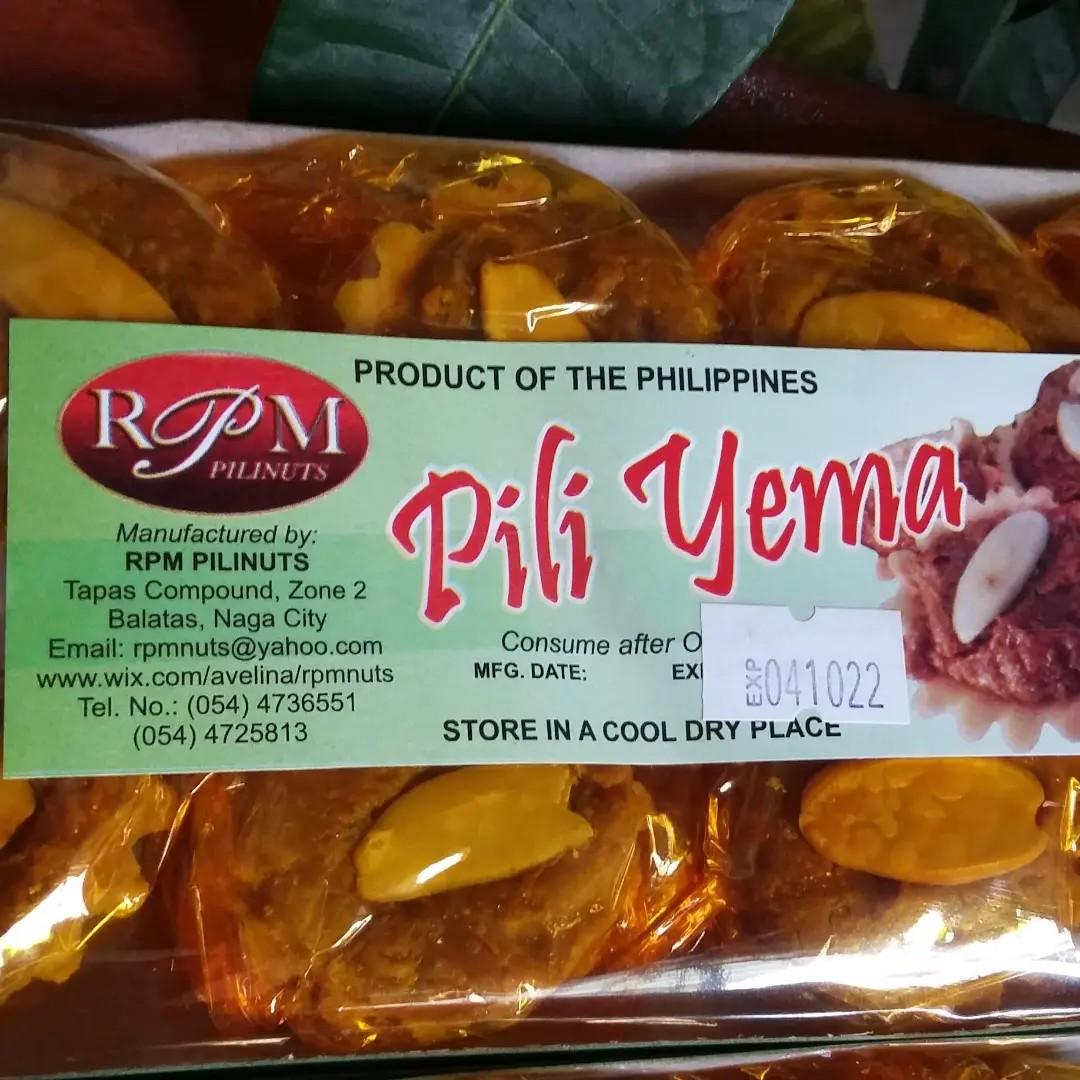 PRODUCT OF THE PHILIPPINES
RPM
PILINUTS
Pili Yema
Manufactured by:
RPM PILINUTS
Tapas Compound, Zone 2
Balatas, Naga City
Email: rpmnuts@yahoo.com
www.wix.com/avelina/rpmnuts
Tel. No.: (054) 4736551
(054) 4725813
Consume after O
MFG. DATE: EX
EXP 041022
STORE IN A COOL DRY PLACE